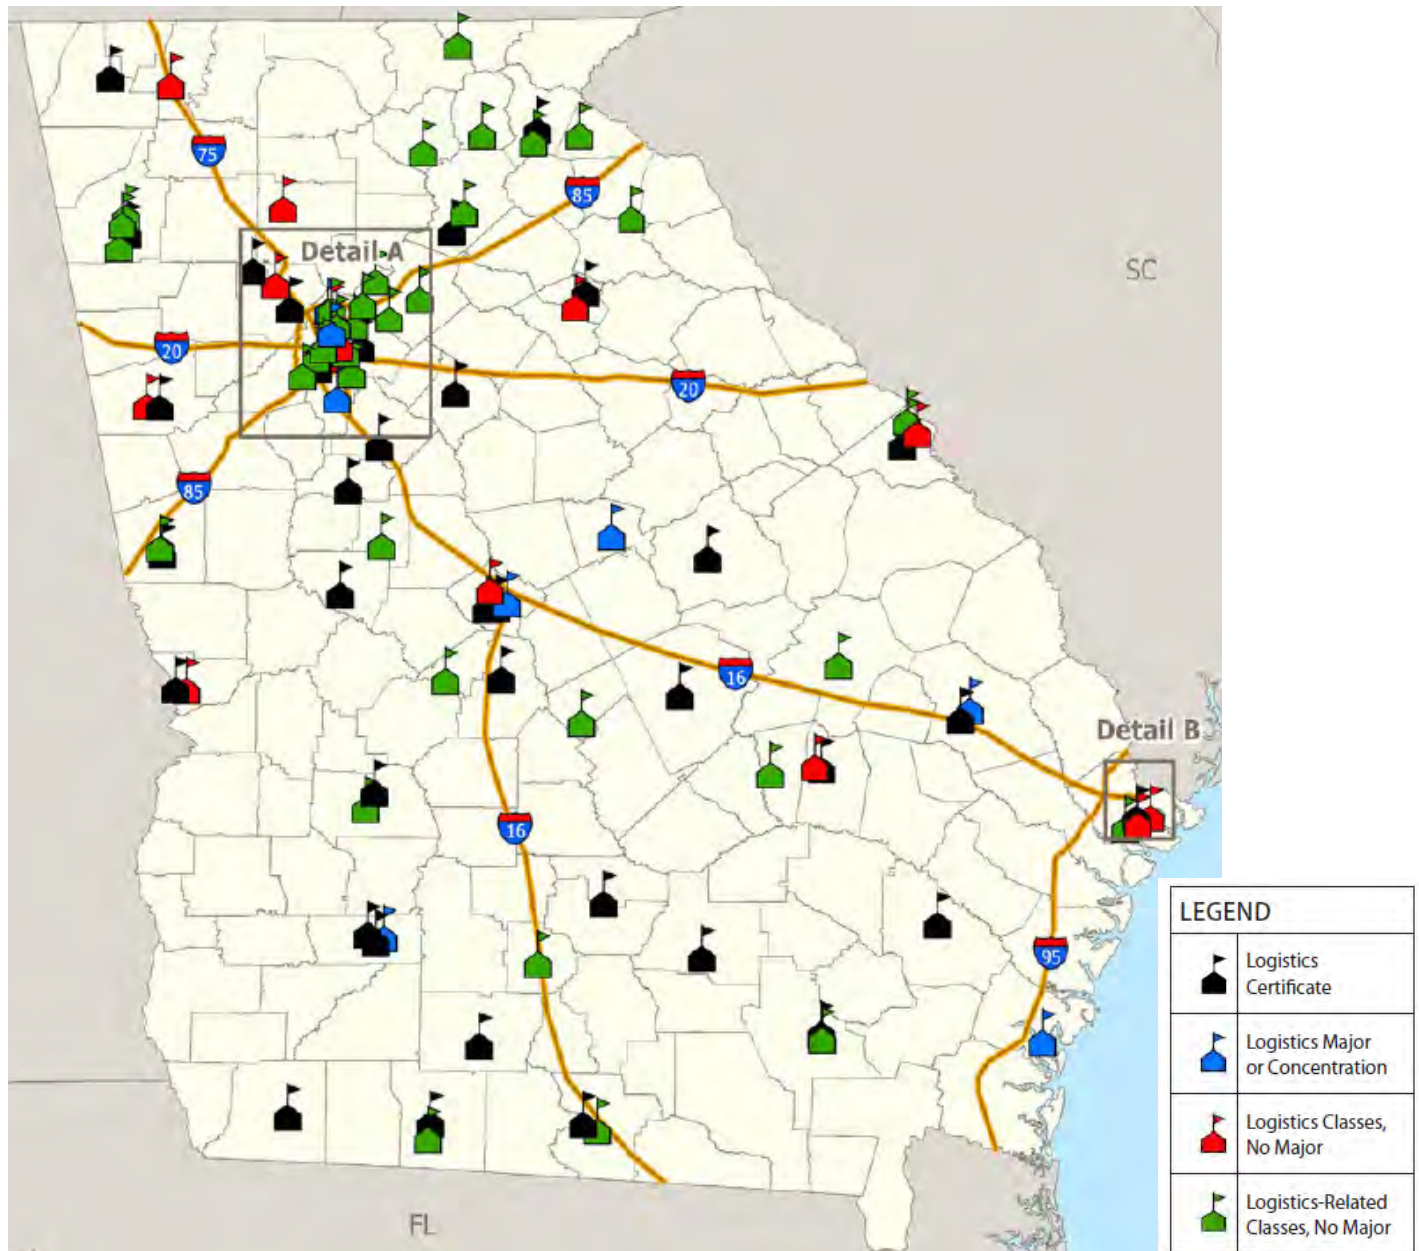 75
85
Detail A
SC
20
20
85
16
Detail B
16
95
FL
LEGEND
Logistics
Certificate
Logistics Major
or Concentration
Logistics Classes,
No Major
Logistics-Related
Classes, No Major